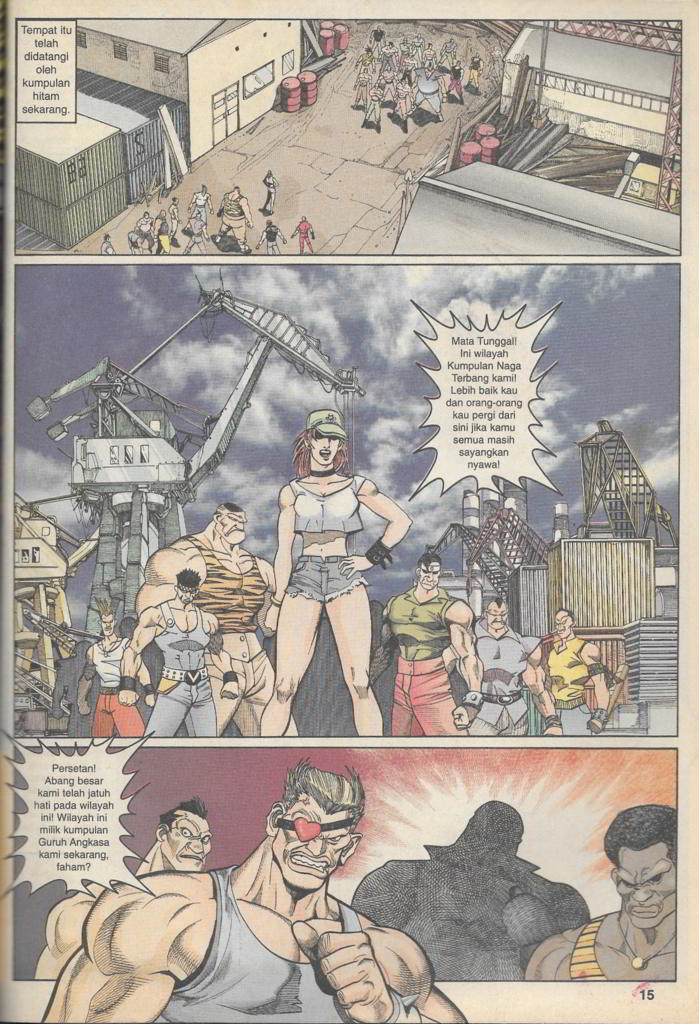 Tempat itu
telah
didatangi
oleh
kumpulan
hitam
sekarang.
Mata Tunggal!
Ini wilayah
Kumpulan Naga
Terbang kami!
Lebih baik kau
dan orang-orang
kau pergi dari
sini jika kamu
semua masih
sayangkan
nyawa!
Persetan!
Abang besar
kami telah jatuh
hati pada wilayah
ini! Wilayah ini
milik kumpulan
Guruh Angkasa
kami sekarang,
faham?
15